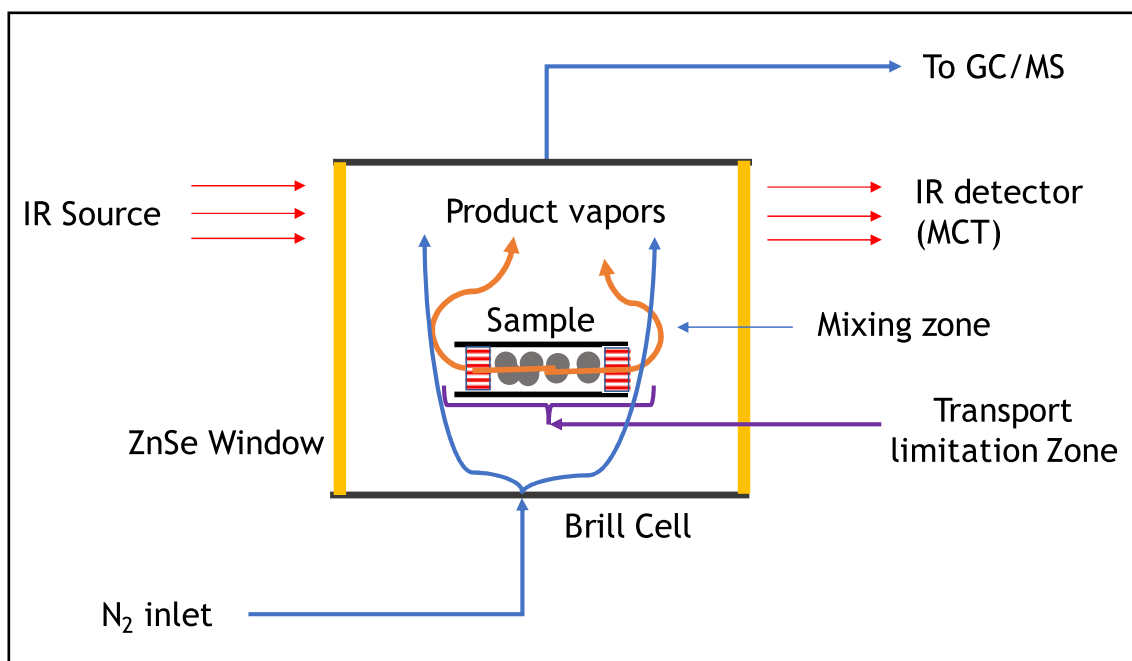 To GC/MS
IR Source
Product vapors
IR detector
(MCT)
Sample
Mixing zone
ZnSe Window
Transport
limitation Zone
Brill Cell
N₂ inlet